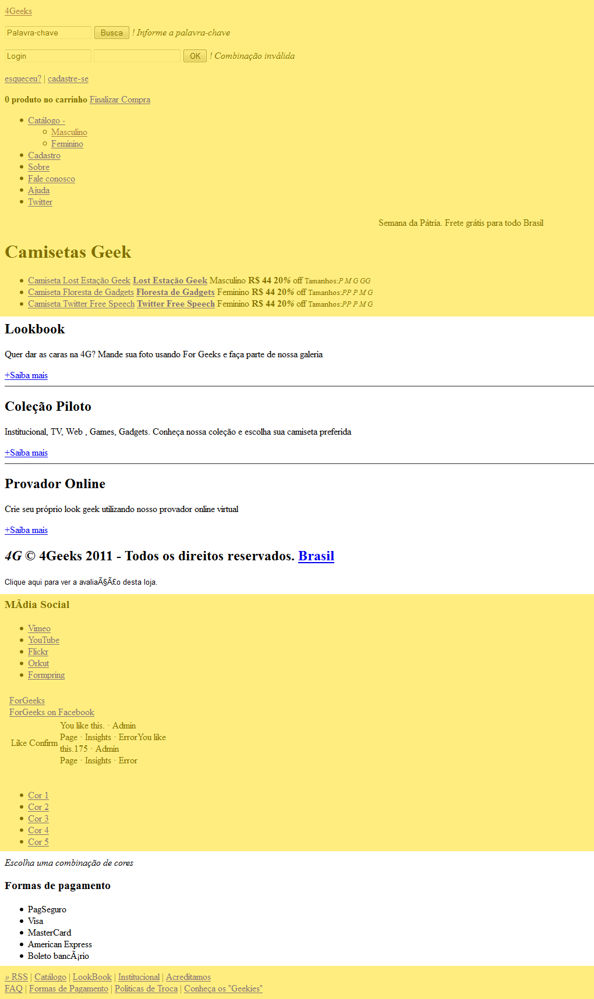 4Geeks
Palavra-chave Busca ! Informe a palavra-chave
Login OK ! Combinação inválida
esqueceu? | cadastre-se
0 produto no carrinho Finalizar Compra
Catálogo -
Masculino
Feminino
Cadastro
Sobre
Fale conosco
Ajuda
Twitter
Semana da Pátria. Frete grátis para todo Brasil
Camisetas Geek
Camiseta Lost Estação Geek Lost Estação Geek Masculino R$ 44 20% off Tamanhos:P M G GG
Camiseta Floresta de Gadgets Floresta de Gadgets Feminino R$ 44 20% off Tamanhos:PP P M G
Camiseta Twitter Free Speech Twitter Free Speech Feminino R$ 44 20% off Tamanhos:PP P M G
Lookbook
Quer dar as caras na 4G? Mande sua foto usando For Geeks e faça parte de nossa galeria
+Saiba mais
Coleção Piloto
Institucional, TV, Web , Games, Gadgets. Conheça nossa coleção e escolha sua camiseta preferida
+Saiba mais
Provador Online
Crie seu próprio look geek utilizando nosso provador online virtual
+Saiba mais
4G © 4Geeks 2011 - Todos os direitos reservados. Brasil
Clique aqui para ver a avaliaÃ§Ã£o desta loja.
MÃdia Social
Vimeo
YouTube
Flickr
Orkut
Formpring
ForGeeks
ForGeeks on Facebook
You like this. · Admin
Page · Insights · ErrorYou like
Like Confirm
this.175 · Admin
Page · Insights · Error
Cor 1
Cor 2
Cor 3
Cor 4
Cor 5
Escolha uma combinação de cores
Formas de pagamento
PagSeguro
Visa
MasterCard
American Express
Boleto bancÃ¡rio
» RSS | Catálogo | LookBook | Institucional | Acreditamos
FAQ | Formas de Pagamento | Políticas de Troca | Conheça os "Geekies"